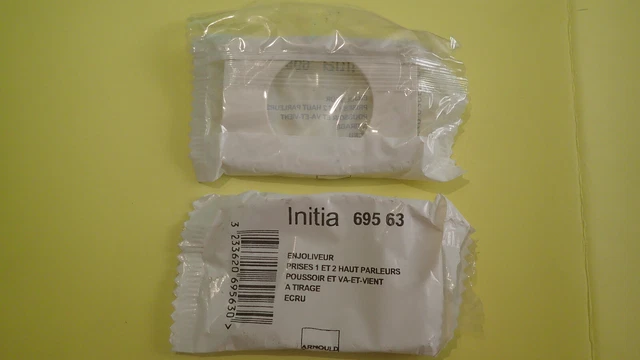 Initia 695 63
ENJOLIVEUR
PRISES 1 ET 2 HAUT PARLEURS
POUSSOIR ET VA-ET-VIENT
A TIRAGE
ECRU
3 233620 695630 >
ARNOULD